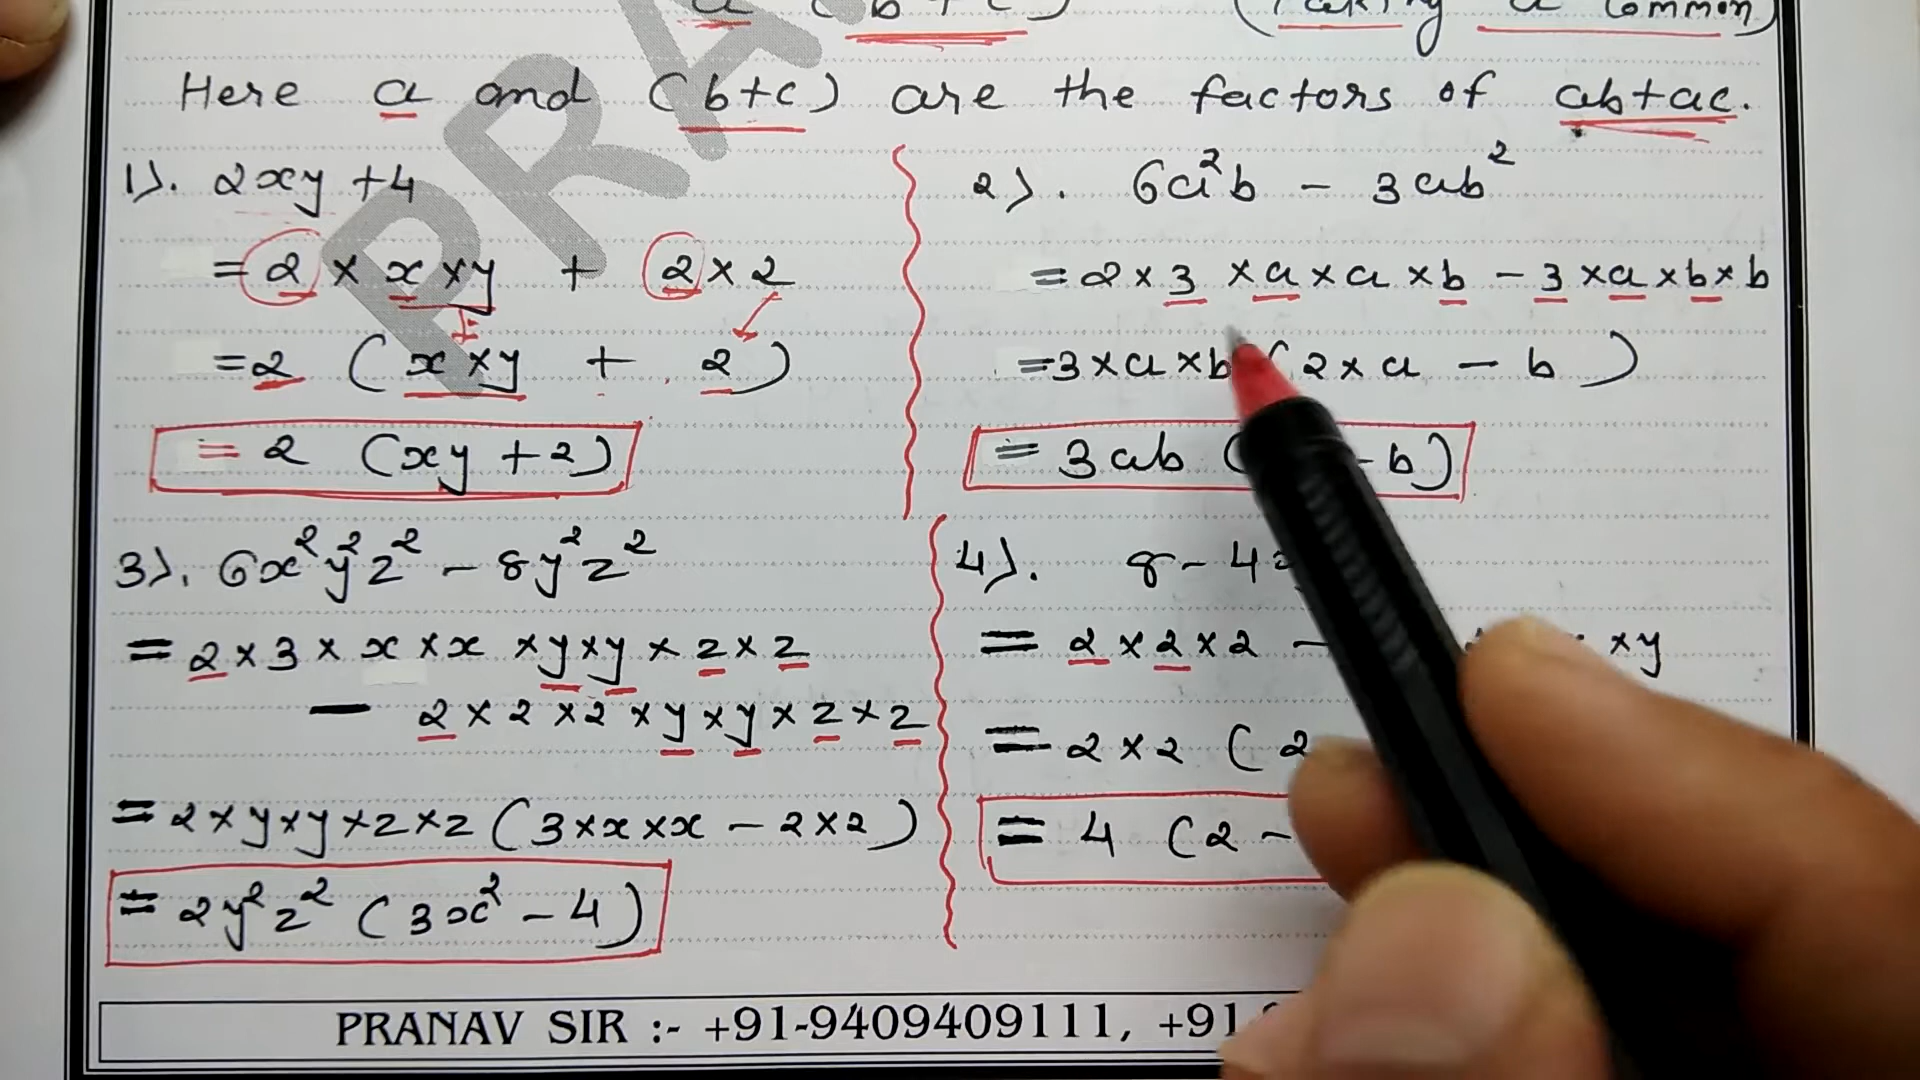 a (b+c) (Taking a common)
Here a and (b+c) are the factors of ab+ac.
1). 2xy + 4
= 2 × x × y + 2 × 2
= 2 (x × y + 2)
= 2 (xy + 2)
2). 6a²b − 3ab²
= 2 × 3 × a × a × b − 3 × a × b × b
= 3 × a × b (2 × a − b)
= 3ab ( − b)
3). 6x²y²z² − 8y²z²
= 2 × 3 × x × x × y × y × z × z
− 2 × 2 × 2 × y × y × z × z
= 2 × y × y × z × z (3 × x × x − 2 × 2)
= 2y²z² (3x² − 4)
4). 8 − 4
= 2 × 2 × 2 − × y
= 2 × 2 (2
= 4 (2 −
PRA
PRANAV SIR :- +91-9409409111, +91-